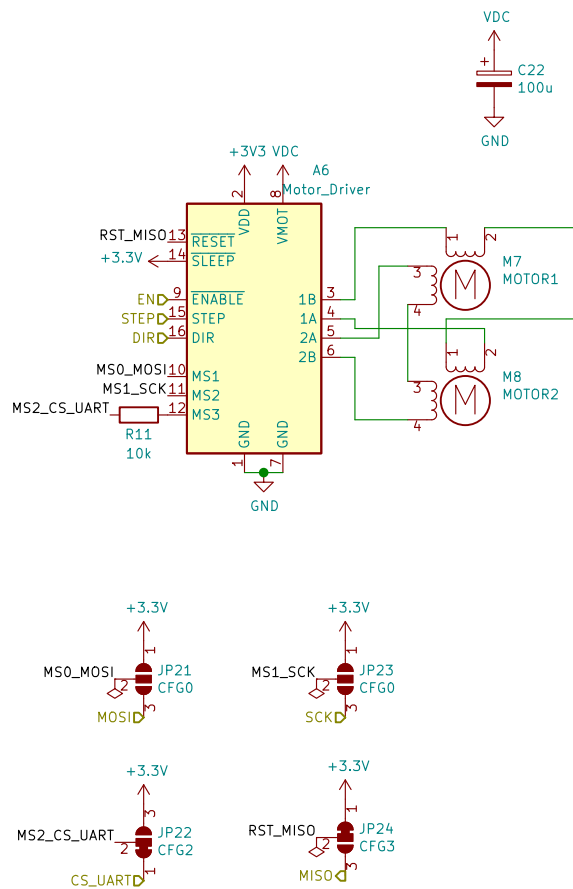 VDC
+
C22
100u
GND
+3V3 VDC
A6
Motor_Driver
2
8
VDD
VMOT
RST_MISO 13 RESET
+3.3V 14 SLEEP
EN 9 ENABLE
STEP 15 STEP
DIR 16 DIR
MS0_MOSI 10 MS1
MS1_SCK 11 MS2
MS2_CS_UART 12 MS3
R11
10k
1B 3
1A 4
2A 5
2B 6
GND GND
1 7
GND
1 2
M7
MOTOR1
3
M
4
1 2
M8
MOTOR2
3
M
4
+3.3V
1
MS0_MOSI
2
JP21
CFG0
3
MOSI
+3.3V
1
MS1_SCK
2
JP23
CFG0
3
SCK
+3.3V
3
MS2_CS_UART
2
JP22
CFG2
1
CS_UART
+3.3V
1
RST_MISO
2
JP24
CFG3
3
MISO